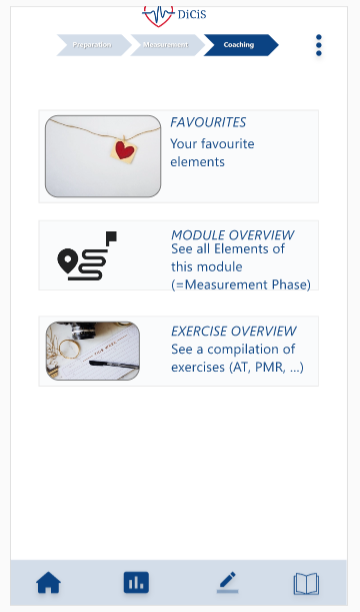 DiCiS
Preparation
Measurement
Coaching
FAVOURITES
Your favourite
elements
MODULE OVERVIEW
See all Elements of
this module
(=Measurement Phase)
EXERCISE OVERVIEW
See a compilation of
exercises (AT, PMR, ...)